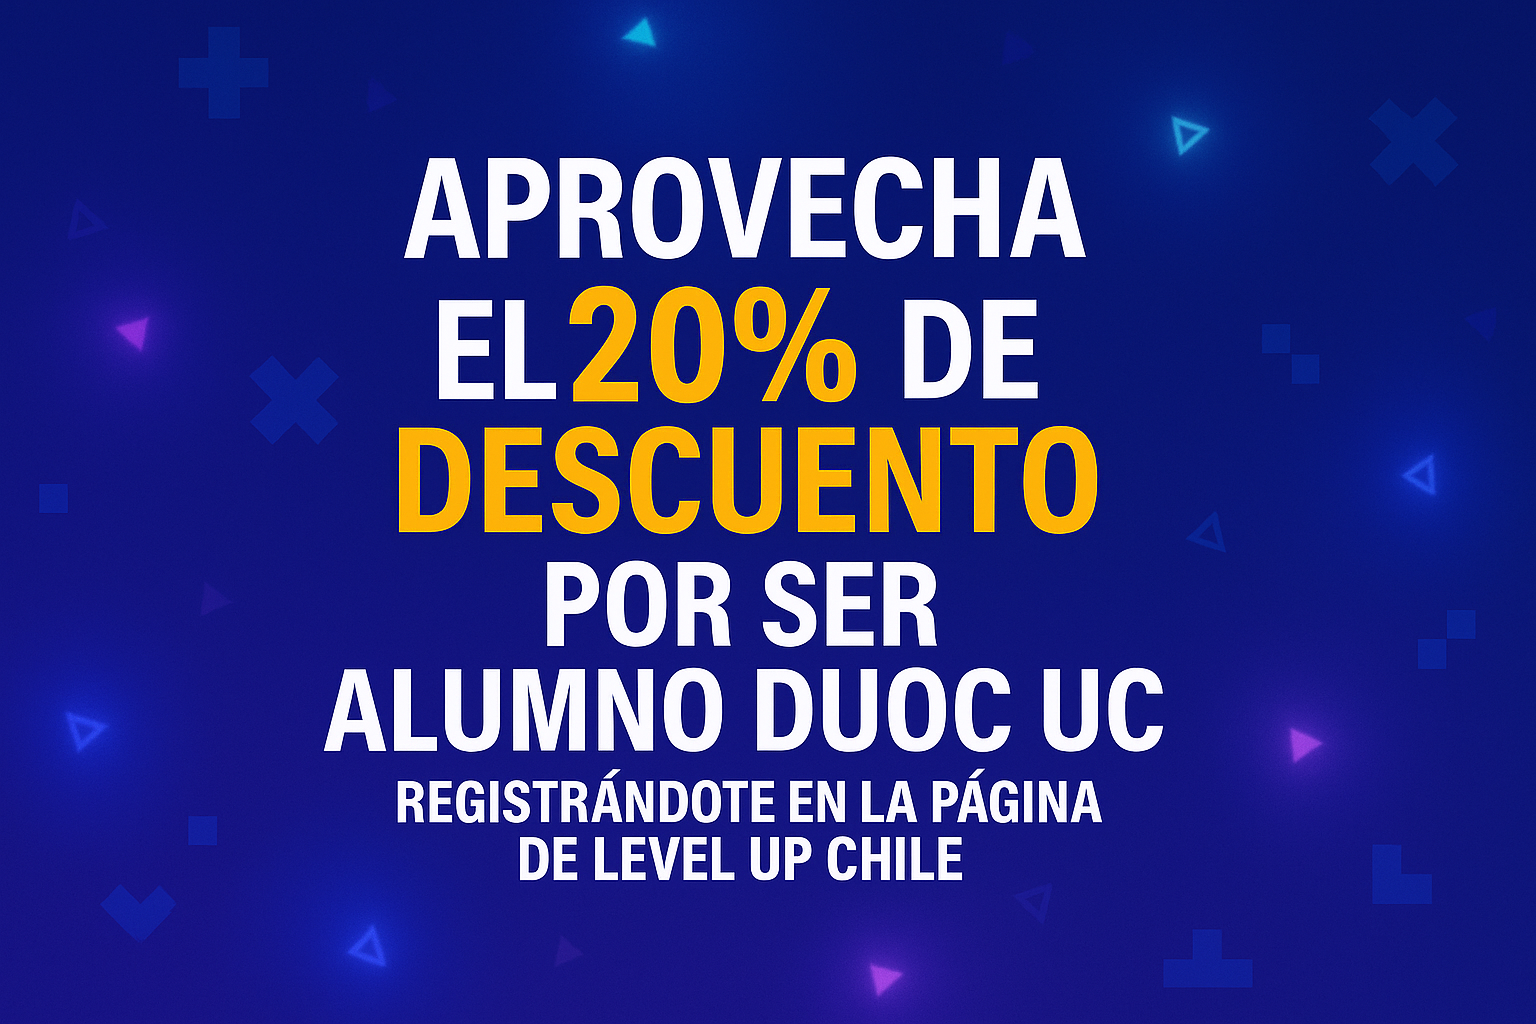 APROVECHA
EL 20% DE
DESCUENTO
POR SER
ALUMNO DUOC UC
REGISTRÁNDOTE EN LA PÁGINA
DE LEVEL UP CHILE